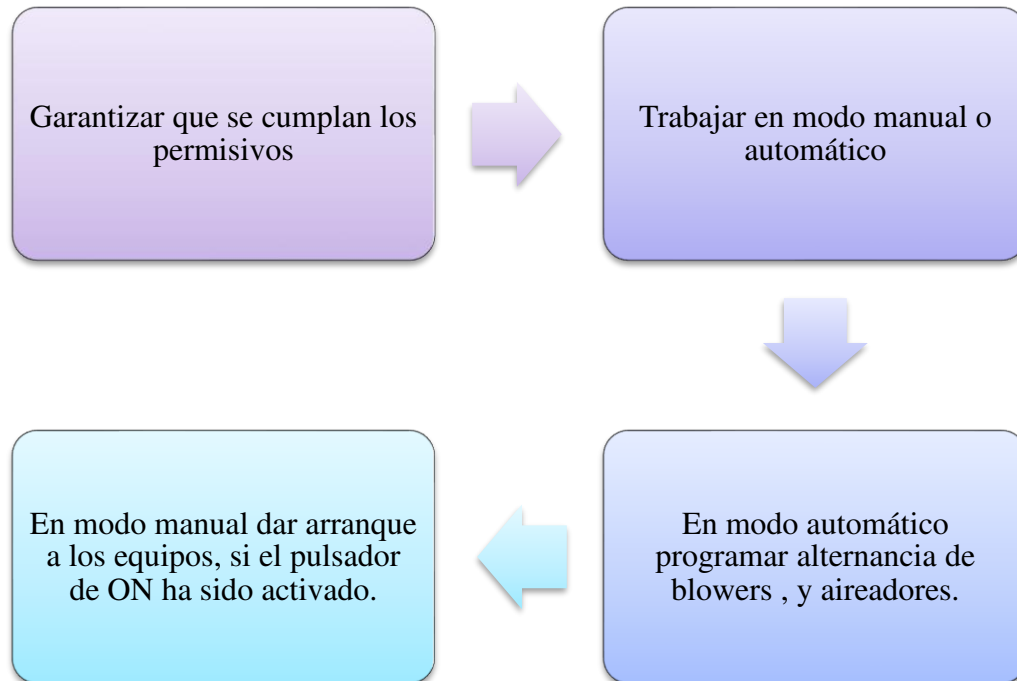 Garantizar que se cumplan los
permisivos
Trabajar en modo manual o
automático
En modo automático
programar alternancia de
blowers , y aireadores.
En modo manual dar arranque
a los equipos, si el pulsador
de ON ha sido activado.